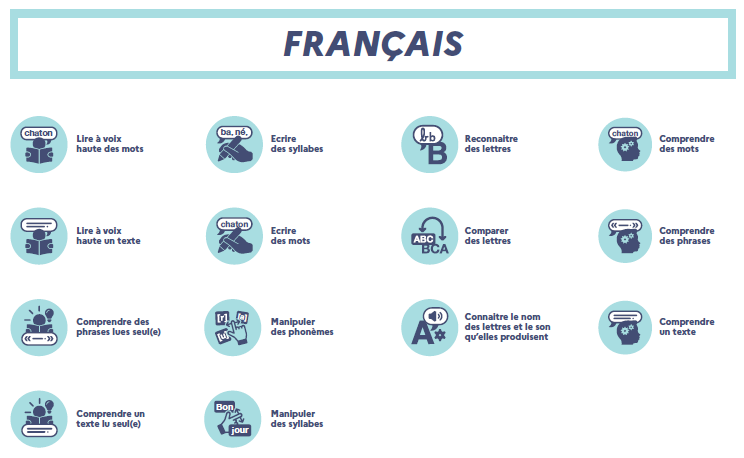 FRANÇAIS
chaton
Lire à voix
haute des mots
ba, né,
Ecrire
des syllabes
b b
B
Reconnaitre
des lettres
chaton
Comprendre
des mots
Lire à voix
haute un texte
chaton
Ecrire
des mots
ABC
BCA
Comparer
des lettres
« — · »
Comprendre
des phrases
« — · »
Comprendre des
phrases lues seul(e)
[r] [a]
[u]
Manipuler
des phonèmes
A
Connaitre le nom
des lettres et le son
qu'elles produisent
Comprendre
un texte
Comprendre un
texte lu seul(e)
Bon
jour
Manipuler
des syllabes